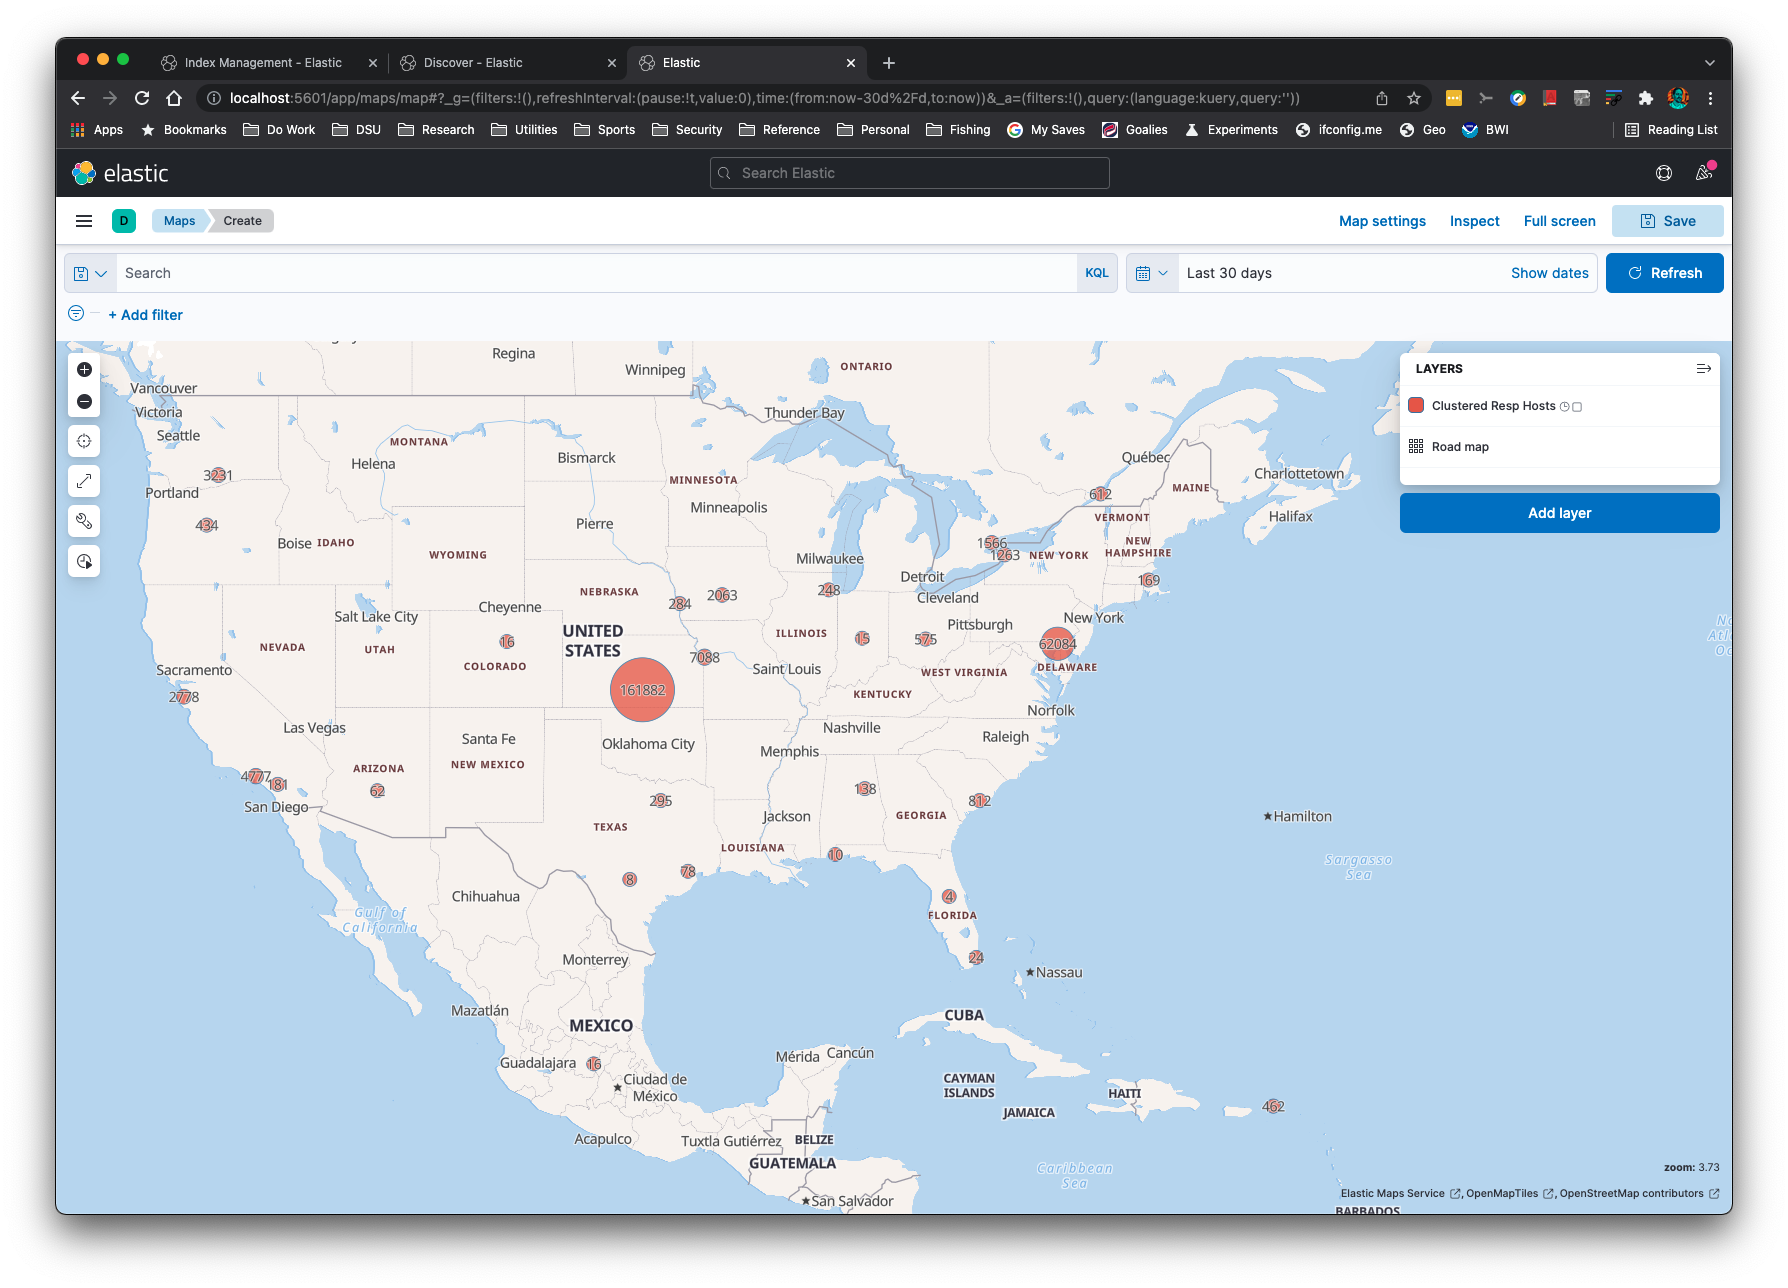 Index Management - Elastic
Discover - Elastic
Elastic
localhost:5601/app/maps/map#?_g=(filters:!(),refreshInterval:(pause:!t,value:0),time:(from:now-30d%2Fd,to:now))&_a=(filters:!(),query:(language:kuery,query:''))
Apps Bookmarks Do Work DSU Research Utilities Sports Security Reference Personal Fishing My Saves Goalies Experiments ifconfig.me Geo BWI Reading List
elastic
Search Elastic
D Maps Create
Map settings Inspect Full screen Save
Search KQL
Last 30 days Show dates Refresh
+ Add filter
LAYERS
Clustered Resp Hosts
Road map
Add layer
Regina
Winnipeg
ONTARIO
Vancouver
Victoria
Thunder Bay
Seattle
MONTANA
Helena
Bismarck
Québec
Charlottetown
3231
MINNESOTA
MAINE
Portland
612
Minneapolis
Halifax
434
Pierre
VERMONT
Boise IDAHO
1566
NEW
HAMPSHIRE
WYOMING
Milwaukee
1263
NEW YORK
Detroit
169
NEBRASKA
248
Cleveland
284
2063
Cheyenne
Salt Lake City
New York
Pittsburgh
UNITED
STATES
ILLINOIS
16
15
575
62084
NEVADA
UTAH
7088
COLORADO
Sacramento
Saint Louis
WEST VIRGINIA
DELAWARE
161882
2778
KENTUCKY
Norfolk
Las Vegas
Nashville
Raleigh
Santa Fe
Oklahoma City
Memphis
ARIZONA
NEW MEXICO
4777
181
62
138
295
812
San Diego
Jackson
GEORGIA
Hamilton
TEXAS
LOUISIANA
10
Sargasso
Sea
78
8
Chihuahua
4
Gulf of
California
FLORIDA
24
Monterrey
Nassau
Mazatlán
CUBA
MEXICO
Mérida
Cancún
Guadalajara
16
Ciudad de
México
CAYMAN
ISLANDS
HAITI
JAMAICA
462
Acapulco
Tuxtla Gutiérrez
BELIZE
GUATEMALA
Caribbean
Sea
zoom: 3.73
San Salvador
Elastic Maps Service , OpenMapTiles , OpenStreetMap contributors
BARBADOS